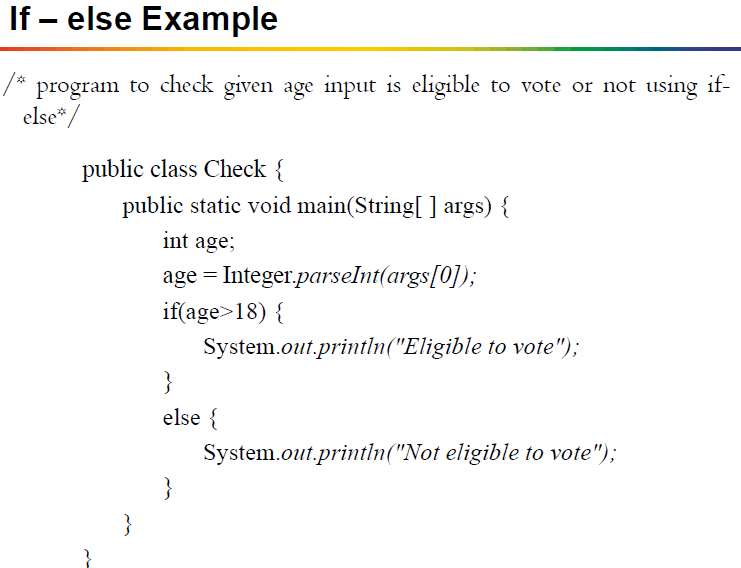 If – else Example
/* program to check given age input is eligible to vote or not using if-
else*/
public class Check {
public static void main(String[ ] args) {
int age;
age = Integer.parseInt(args[0]);
if(age>18) {
System.out.println("Eligible to vote");
}
else {
System.out.println("Not eligible to vote");
}
}
}